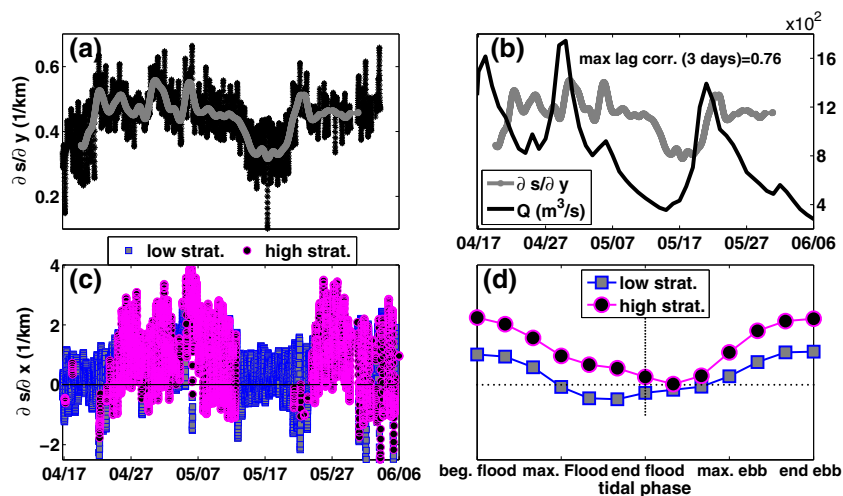 (a)
0.6
0.4
0.2
∂ s/∂ y (1/km)
(b)
x10²
max lag corr. (3 days)=0.76
16
12
8
4
∂ s/∂ y
Q (m³/s)
04/17 04/27 05/07 05/17 05/27 06/06
low strat. high strat.
(c)
4
2
0
−2
∂ s/∂ x (1/km)
04/17 04/27 05/07 05/17 05/27 06/06
(d)
low strat.
high strat.
beg. flood max. Flood end flood max. ebb end ebb
tidal phase